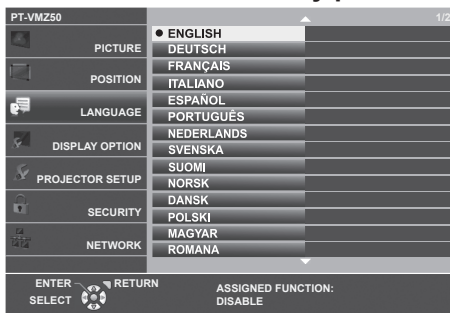 PT-VMZ50 1/2
PICTURE
POSITION
LANGUAGE
DISPLAY OPTION
PROJECTOR SETUP
SECURITY
NETWORK
ENGLISH
DEUTSCH
FRANÇAIS
ITALIANO
ESPAÑOL
PORTUGUÊS
NEDERLANDS
SVENSKA
SUOMI
NORSK
DANSK
POLSKI
MAGYAR
ROMANA
ENTER
SELECT
RETURN
ASSIGNED FUNCTION:
DISABLE